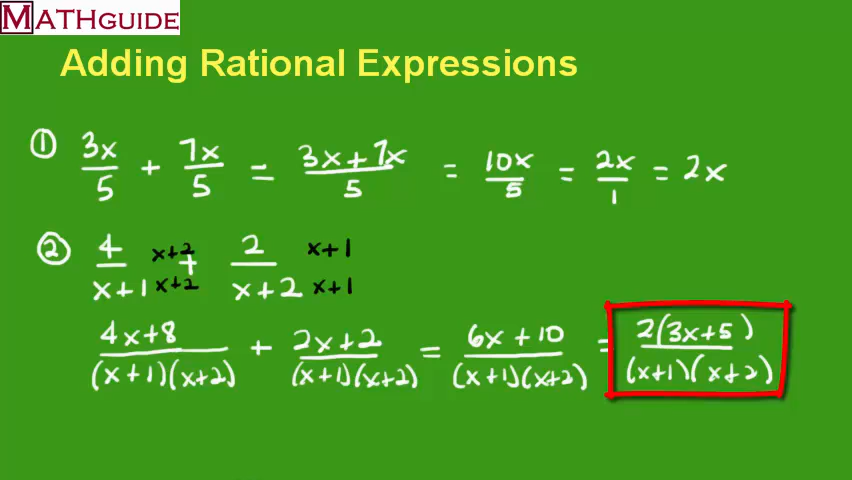 MATHGUIDE
Adding Rational Expressions
① 3x/5 + 7x/5 = 3x+7x/5 = 10x/5 = 2x/1 = 2x
② 4/x+1 x+2/x+2 + 2/x+2 x+1/x+1
4x+8/(x+1)(x+2) + 2x+2/(x+1)(x+2) = 6x+10/(x+1)(x+2) = 2(3x+5)/(x+1)(x+2)